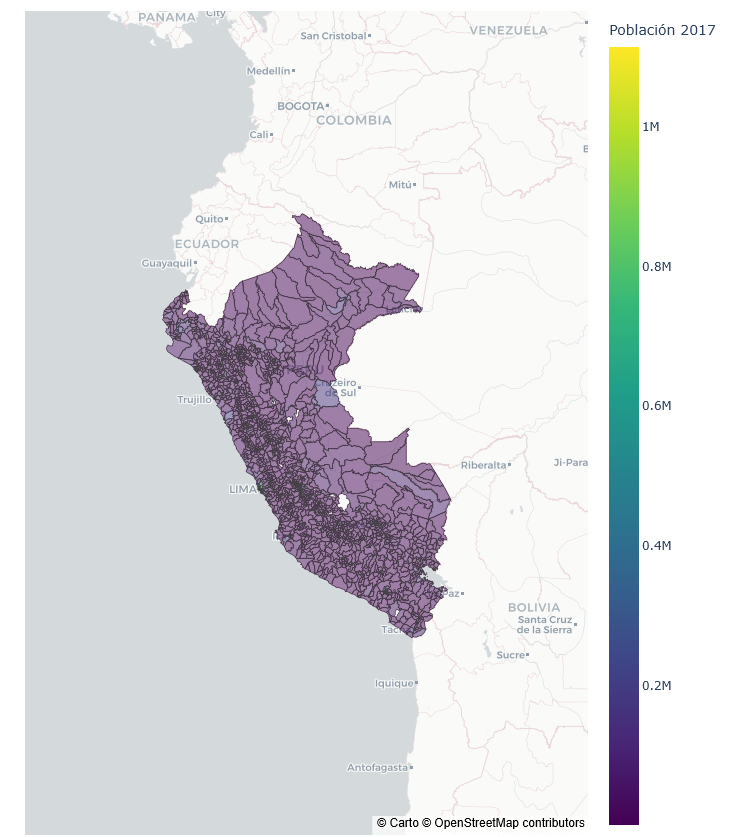 PANAMA
City
VENEZUELA
San Cristobal
Medellín
BOGOTA
COLOMBIA
Cali
Mitú
Quito
ECUADOR
Guayaquil
Cruzeiro
do Sul
Trujillo
Riberalta
Ji-Para
LIMA
BOLIVIA
Santa Cruz
de la Sierra
Sucre
Iquique
Antofagasta
© Carto © OpenStreetMap contributors
Población 2017
1M
0.8M
0.6M
0.4M
0.2M